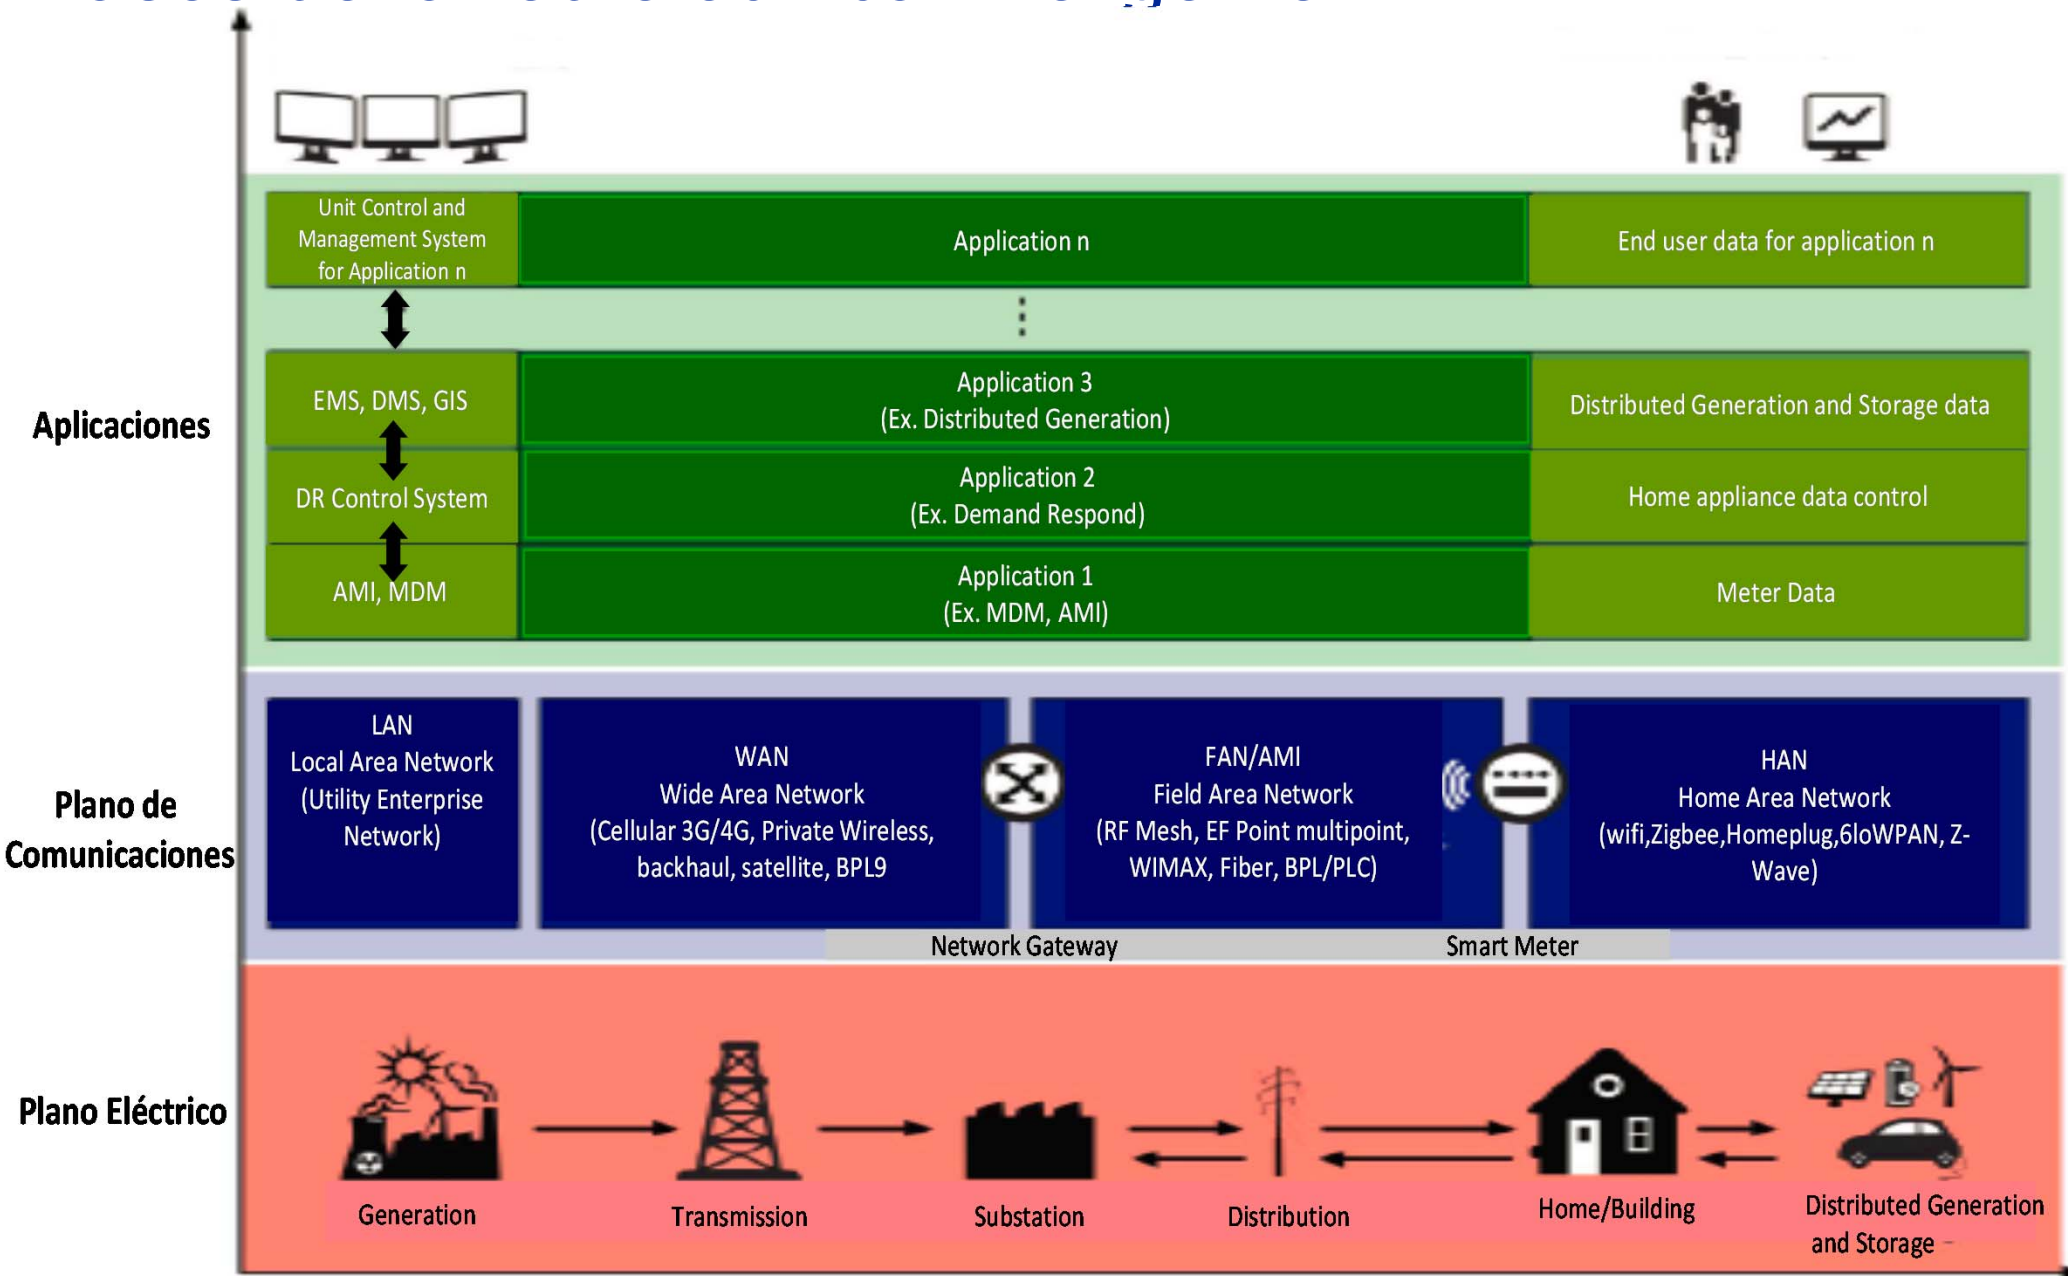 Unit Control and
Management System
for Application n
Application n
End user data for application n
Aplicaciones
EMS, DMS, GIS
Application 3
(Ex. Distributed Generation)
Distributed Generation and Storage data
DR Control System
Application 2
(Ex. Demand Respond)
Home appliance data control
AMI, MDM
Application 1
(Ex. MDM, AMI)
Meter Data
Plano de
Comunicaciones
LAN
Local Area Network
(Utility Enterprise
Network)
WAN
Wide Area Network
(Cellular 3G/4G, Private Wireless,
backhaul, satellite, BPL9
FAN/AMI
Field Area Network
(RF Mesh, EF Point multipoint,
WIMAX, Fiber, BPL/PLC)
HAN
Home Area Network
(wifi,Zigbee,Homeplug,6loWPAN, Z-
Wave)
Network Gateway
Smart Meter
Plano Eléctrico
Generation
Transmission
Substation
Distribution
Home/Building
Distributed Generation
and Storage